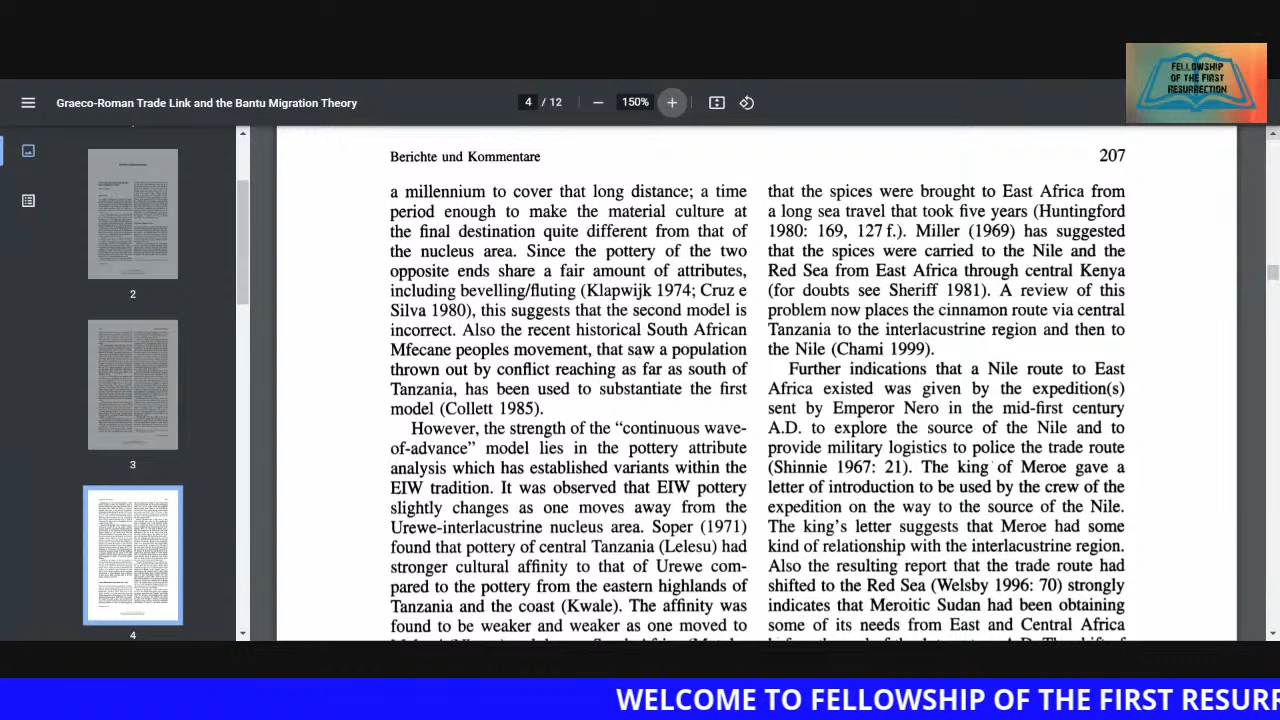 FELLOWSHIP
OF THE FIRST
RESURRECTION
Graeco-Roman Trade Link and the Bantu Migration Theory
4 / 12
150%
2
3
4
Berichte und Kommentare
207
a millennium to cover that long distance; a time
period enough to make the material culture at
the final destination quite different from that of
the nucleus area. Since the pottery of the two
opposite ends share a fair amount of attributes,
including bevelling/fluting (Klapwijk 1974; Cruz e
Silva 1980), this suggests that the second model is
incorrect. Also the recent historical South African
Mfecane peoples movement, that saw a population
thrown out by conflict reaching as far as south of
Tanzania, has been used to substantiate the first
model (Collett 1985).
However, the strength of the “continuous wave-
of-advance” model lies in the pottery attribute
analysis which has established variants within the
EIW tradition. It was observed that EIW pottery
slightly changes as one moves away from the
Urewe-interlacustrine nucleus area. Soper (1971)
found that pottery of central Tanzania (Lelesu) had
stronger cultural affinity to that of Urewe com-
pared to the pottery from the eastern highlands of
Tanzania and the coast (Kwale). The affinity was
found to be weaker and weaker as one moved to
that the spices were brought to East Africa from
a long sea travel that took five years (Huntingford
1980: 169, 127 f.). Miller (1969) has suggested
that the spices were carried to the Nile and the
Red Sea from East Africa through central Kenya
(for doubts see Sheriff 1981). A review of this
problem now places the cinnamon route via central
Tanzania to the interlacustrine region and then to
the Nile (Chami 1999).
Further indications that a Nile route to East
Africa existed was given by the expedition(s)
sent by Emperor Nero in the mid-first century
A.D. to explore the source of the Nile and to
provide military logistics to police the trade route
(Shinnie 1967: 21). The king of Meroe gave a
letter of introduction to be used by the crew of the
expedition on the way to the source of the Nile.
The king's letter suggests that Meroe had some
kind of relationship with the interlacustrine region.
Also the resulting report that the trade route had
shifted to the Red Sea (Welsby 1996: 70) strongly
indicates that Meroitic Sudan had been obtaining
some of its needs from East and Central Africa
WELCOME TO FELLOWSHIP OF THE FIRST RESURR